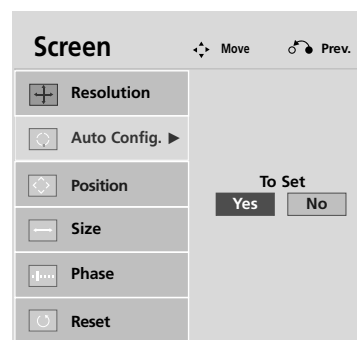 Screen Move Prev.
Resolution
Auto Config. ▶
Position
Size
Phase
Reset
To Set
Yes No